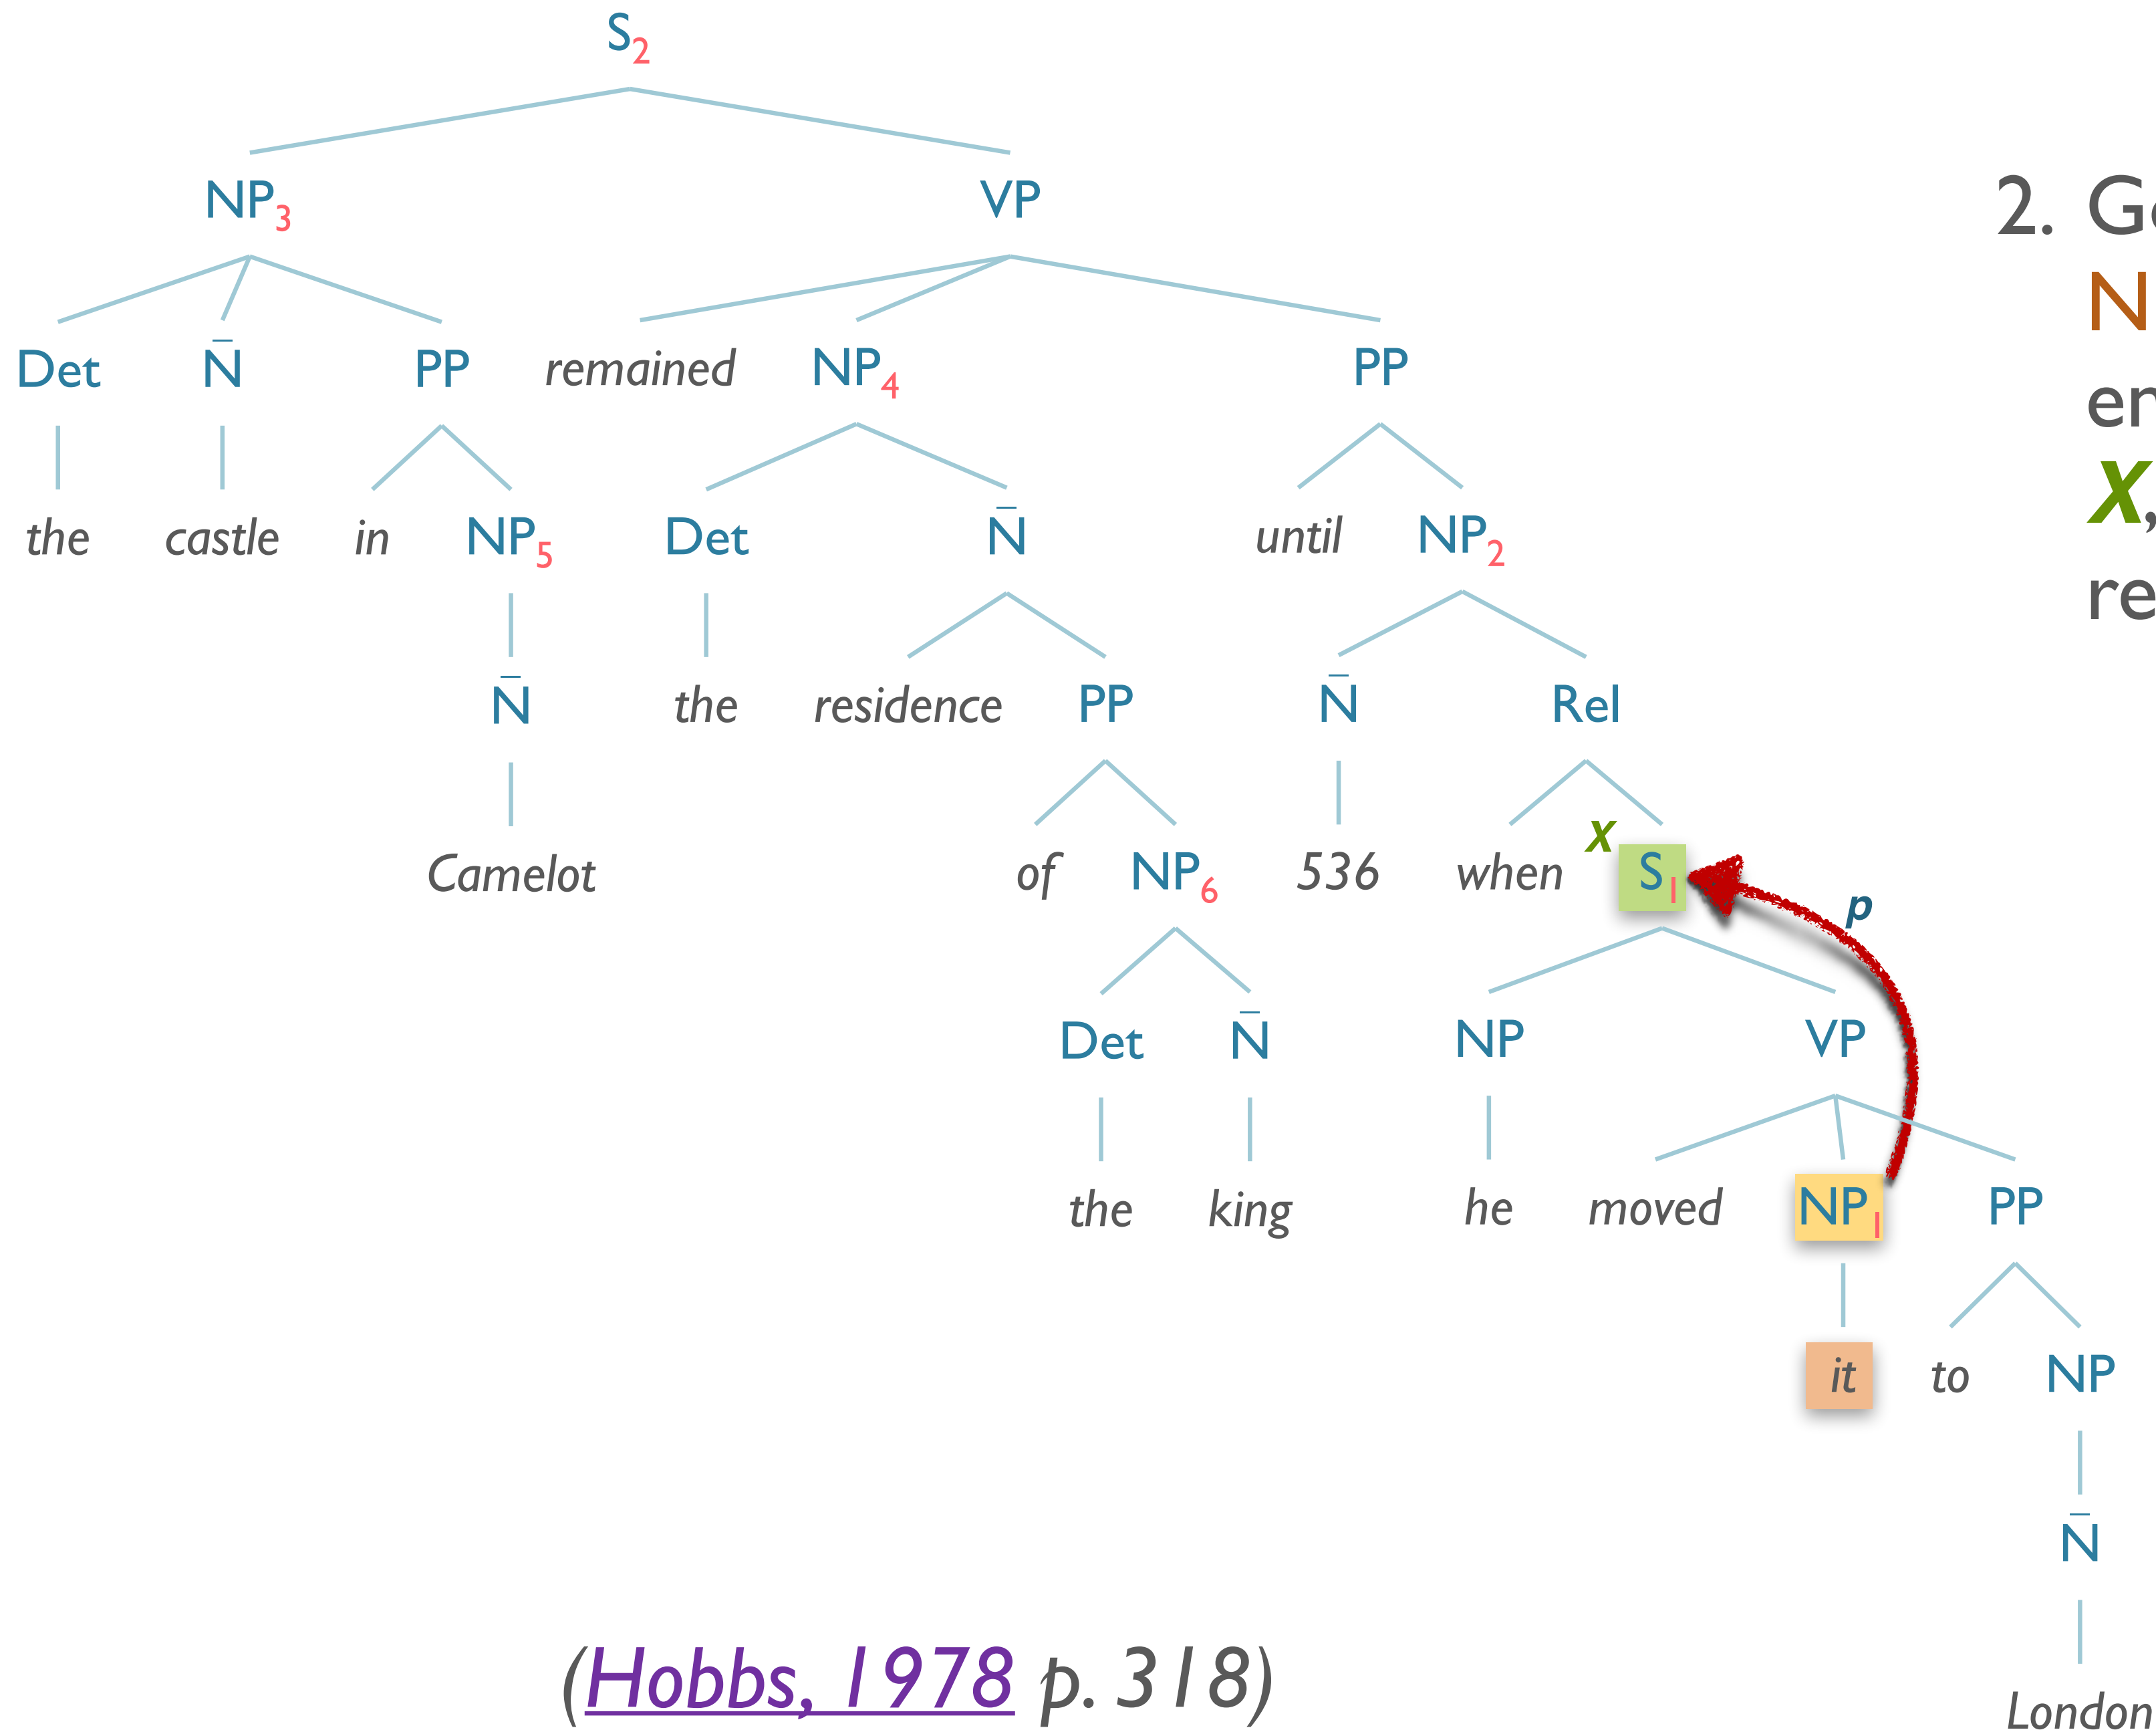 S2
NP3 VP
Det N̄ PP remained NP4 PP
the castle in NP5 Det N̄ until NP2
N̄ the residence PP N̄ Rel
Camelot of NP6 536 when X S1 p
Det N̄ NP VP
the king he moved NP1 PP
it to NP
N̄
London
(Hobbs, 1978 p. 318)
2.
X,